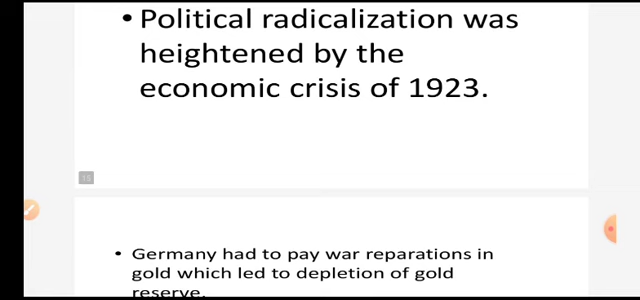 • Political radicalization was
heightened by the
economic crisis of 1923.
• Germany had to pay war reparations in
gold which led to depletion of gold
reserve.